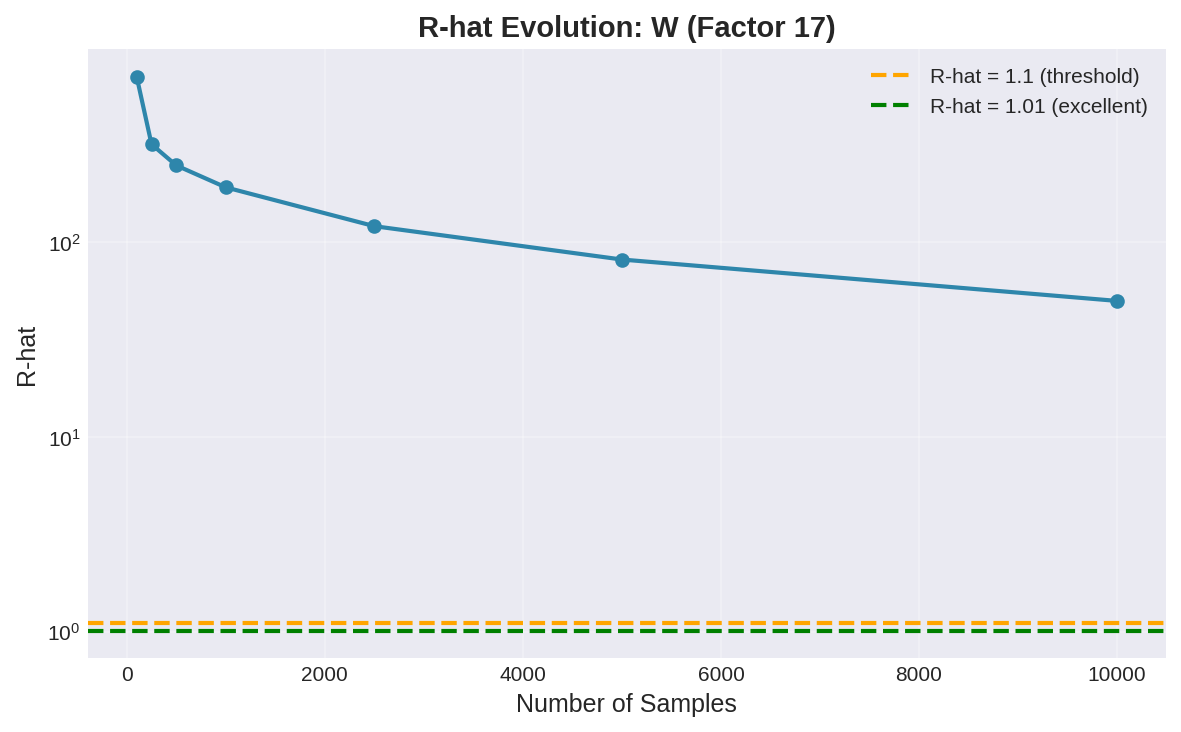 R-hat Evolution: W (Factor 17)
R-hat = 1.1 (threshold)
R-hat = 1.01 (excellent)
10²
10¹
10⁰
R-hat
0 2000 4000 6000 8000 10000
Number of Samples